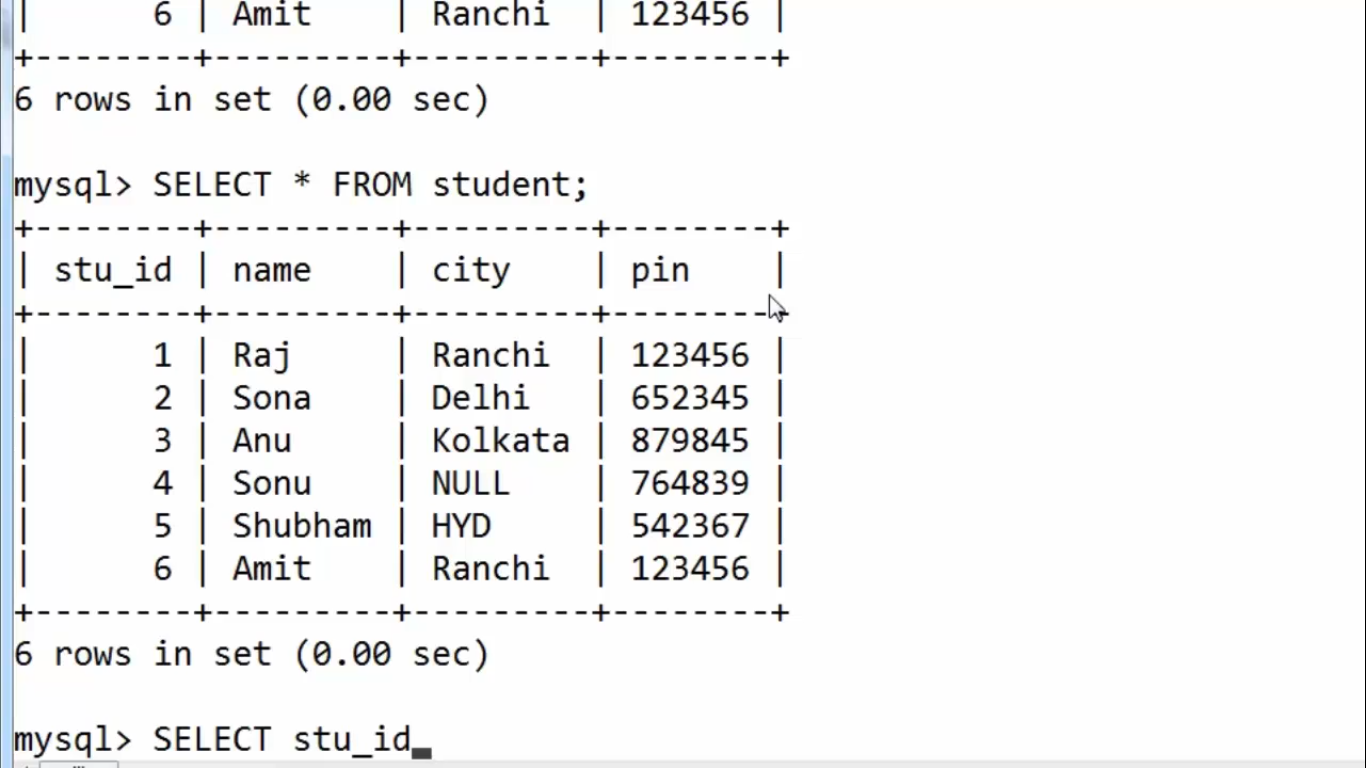 |      6 | Amit    | Ranchi  | 123456 |
+--------+---------+---------+--------+
6 rows in set (0.00 sec)
mysql> SELECT * FROM student;
+--------+---------+---------+--------+
| stu_id | name    | city    | pin    |
+--------+---------+---------+--------+
|      1 | Raj     | Ranchi  | 123456 |
|      2 | Sona    | Delhi   | 652345 |
|      3 | Anu     | Kolkata | 879845 |
|      4 | Sonu    | NULL    | 764839 |
|      5 | Shubham | HYD     | 542367 |
|      6 | Amit    | Ranchi  | 123456 |
+--------+---------+---------+--------+
6 rows in set (0.00 sec)
mysql> SELECT stu_id